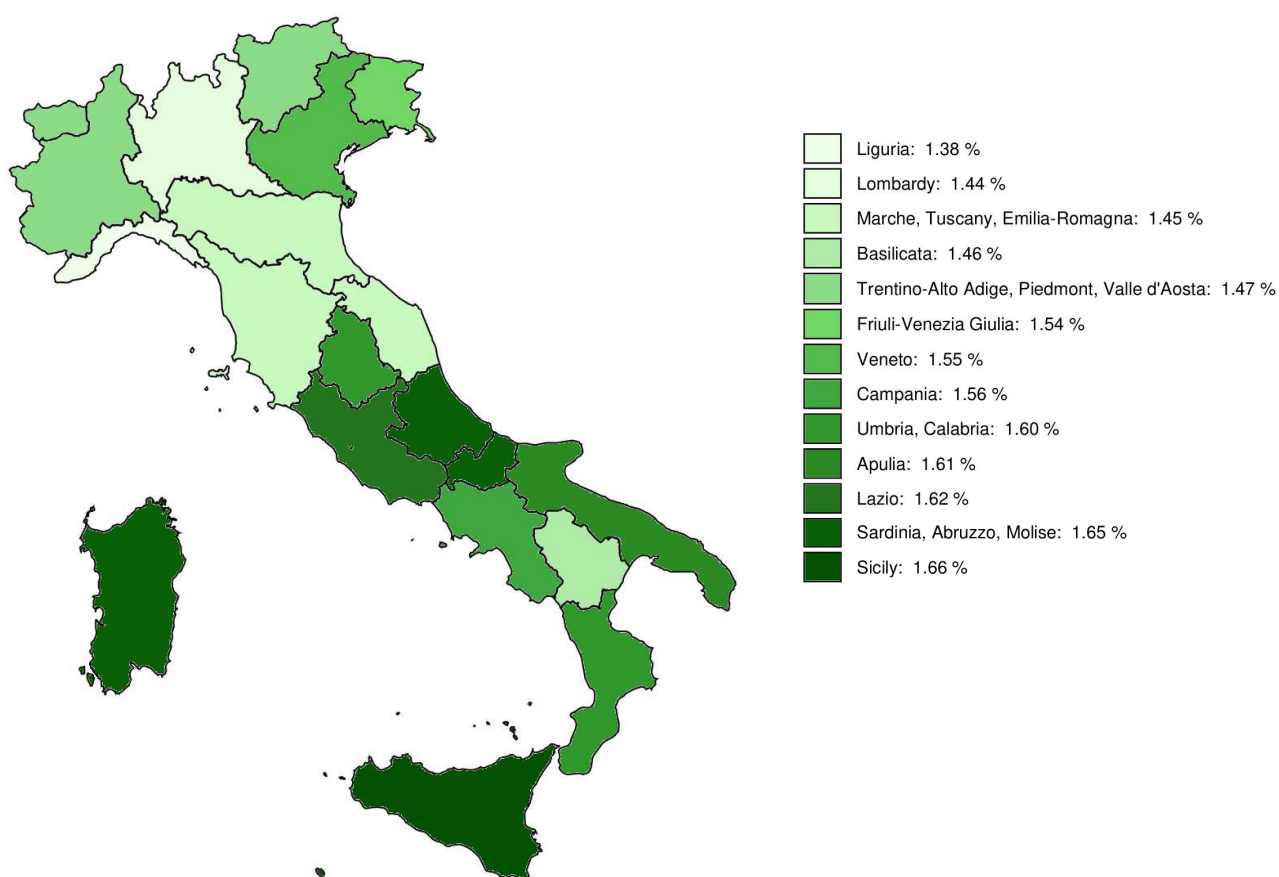 Liguria: 1.38 %
Lombardy: 1.44 %
Marche, Tuscany, Emilia-Romagna: 1.45 %
Basilicata: 1.46 %
Trentino-Alto Adige, Piedmont, Valle d'Aosta: 1.47 %
Friuli-Venezia Giulia: 1.54 %
Veneto: 1.55 %
Campania: 1.56 %
Umbria, Calabria: 1.60 %
Apulia: 1.61 %
Lazio: 1.62 %
Sardinia, Abruzzo, Molise: 1.65 %
Sicily: 1.66 %